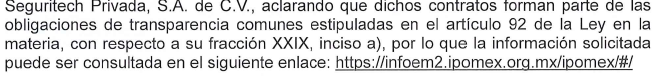 Seguritech Privada, S.A. de C.V., aclarando que dichos contratos forman parte de las
obligaciones de transparencia comunes estipuladas en el artículo 92 de la Ley en la
materia, con respecto a su fracción XXIX, inciso a), por lo que la información solicitada
puede ser consultada en el siguiente enlace: https://infoem2.ipomex.org.mx/ipomex/#/